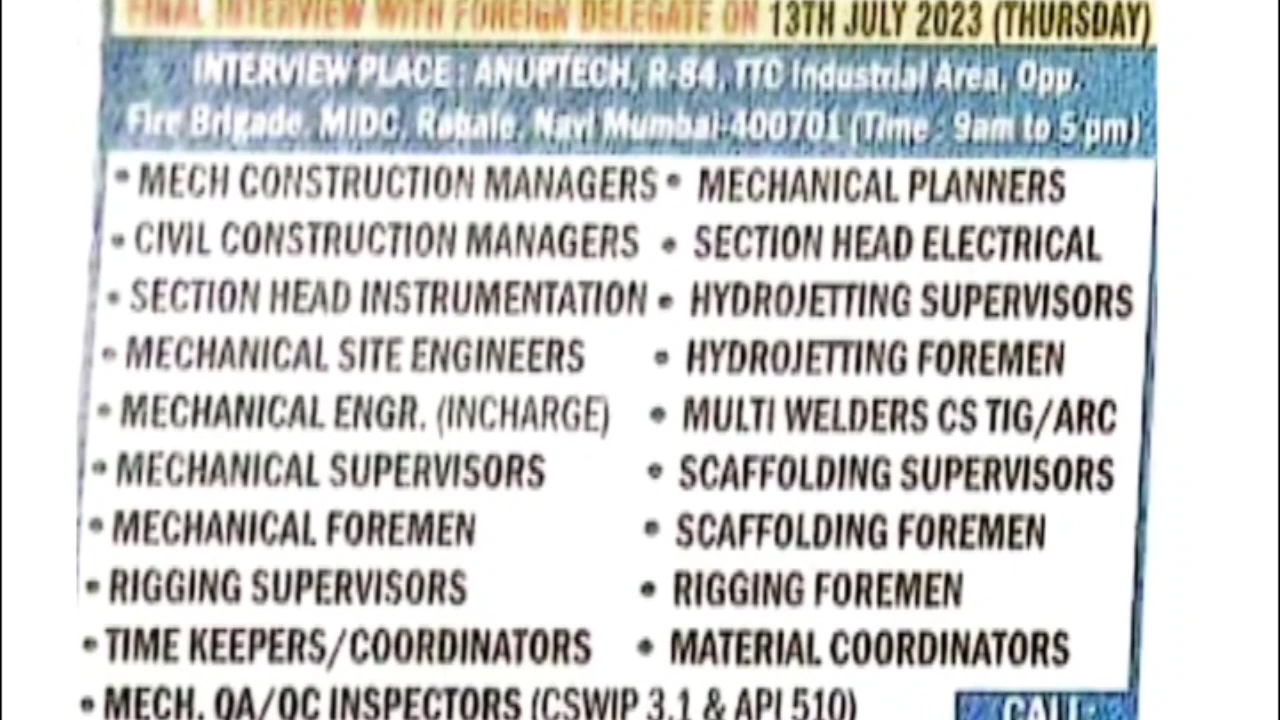 FINAL INTERVIEW WITH FOREIGN DELEGATE ON 13TH JULY 2023 (THURSDAY)
INTERVIEW PLACE : ANUPTECH, R-84, TTC Industrial Area, Opp.
Fire Brigade, MIDC, Rabale, Navi Mumbai-400701 (Time : 9am to 5 pm)
• MECH CONSTRUCTION MANAGERS • MECHANICAL PLANNERS
• CIVIL CONSTRUCTION MANAGERS • SECTION HEAD ELECTRICAL
• SECTION HEAD INSTRUMENTATION • HYDROJETTING SUPERVISORS
• MECHANICAL SITE ENGINEERS • HYDROJETTING FOREMEN
• MECHANICAL ENGR. (INCHARGE) • MULTI WELDERS CS TIG/ARC
• MECHANICAL SUPERVISORS • SCAFFOLDING SUPERVISORS
• MECHANICAL FOREMEN • SCAFFOLDING FOREMEN
• RIGGING SUPERVISORS • RIGGING FOREMEN
• TIME KEEPERS/COORDINATORS • MATERIAL COORDINATORS
• MECH. QA/QC INSPECTORS (CSWIP 3.1 & API 510)
CALL